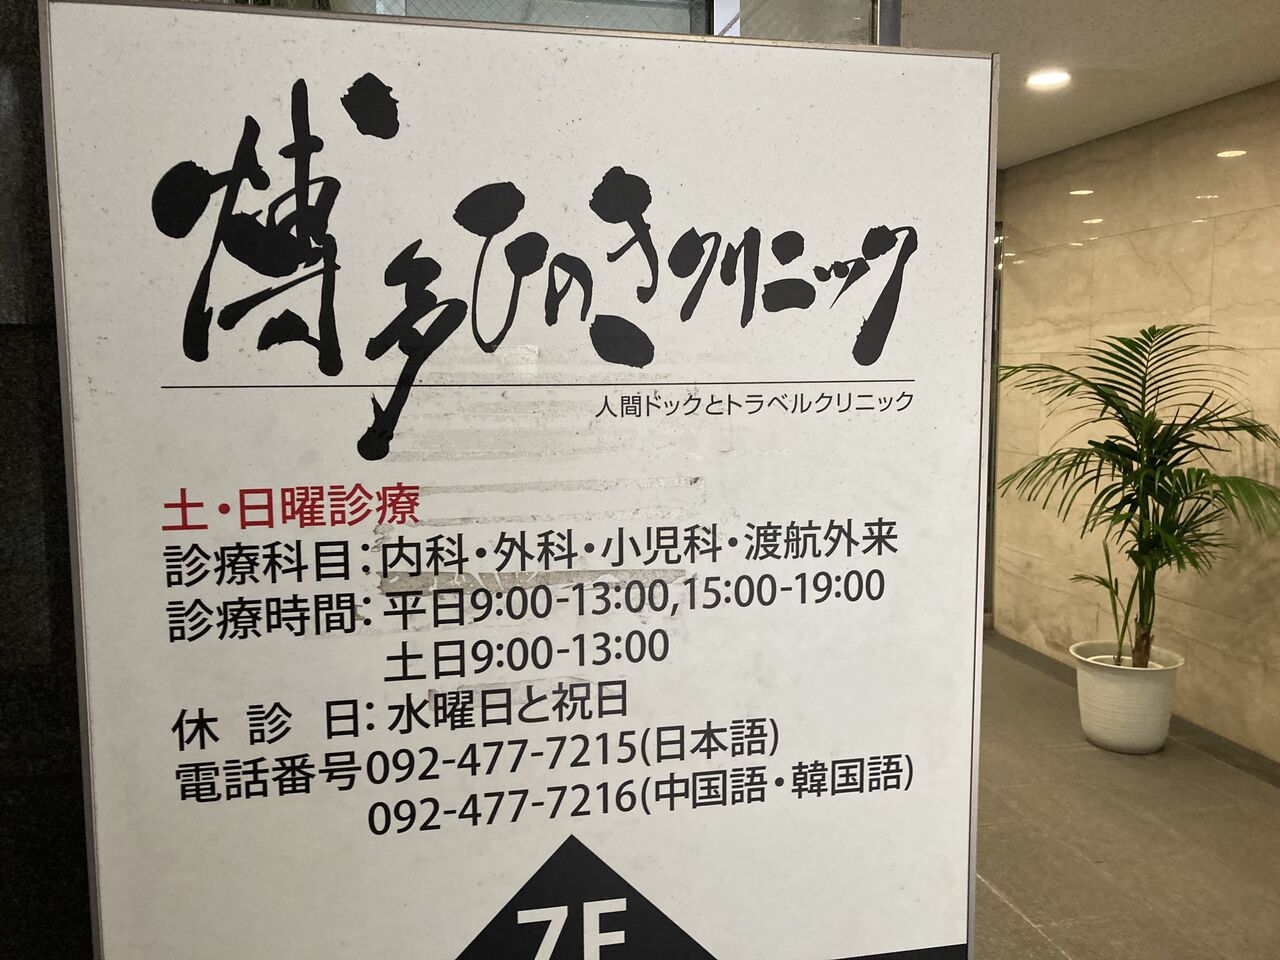 博多ひのきクリニック
人間ドックとトラベルクリニック
土・日曜診療
診療科目：内科・外科・小児科・渡航外来
診療時間：平日9:00-13:00,15:00-19:00
土日9:00-13:00
休診日：水曜日と祝日
電話番号092-477-7215(日本語)
092-477-7216(中国語・韓国語)
7F